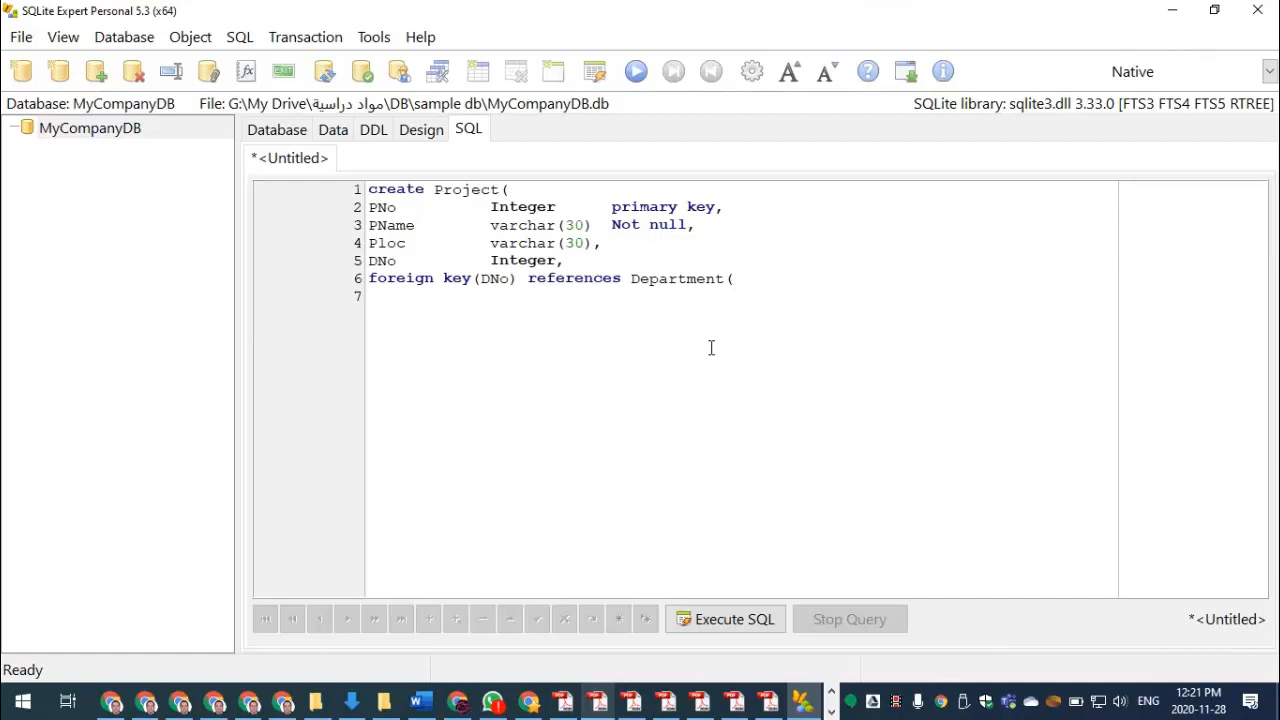 SQLite Expert Personal 5.3 (x64)
File View Database Object SQL Transaction Tools Help
Native
Database: MyCompanyDB File: G:\My Drive\مواد دراسية\DB\sample db\MyCompanyDB.db SQLite library: sqlite3.dll 3.33.0 [FTS3 FTS4 FTS5 RTREE]
MyCompanyDB
Database Data DDL Design SQL
*<Untitled>
1 create Project(
2 PNo Integer primary key,
3 PName varchar(30) Not null,
4 Ploc varchar(30),
5 DNo Integer,
6 foreign key(DNo) references Department(
7
Execute SQL Stop Query *<Untitled>
Ready
ENG 12:21 PM
2020-11-28